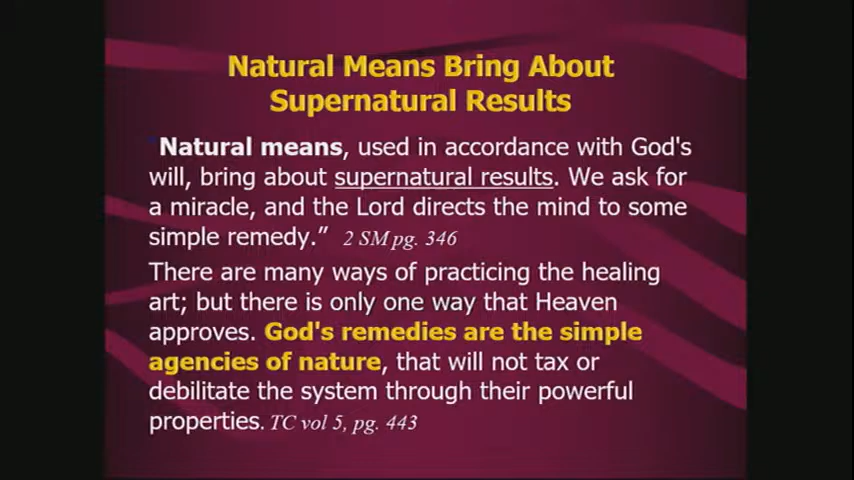 Natural Means Bring About
Supernatural Results
Natural means, used in accordance with God's
will, bring about supernatural results. We ask for
a miracle, and the Lord directs the mind to some
simple remedy.” 2 SM pg. 346
There are many ways of practicing the healing
art; but there is only one way that Heaven
approves. God's remedies are the simple
agencies of nature, that will not tax or
debilitate the system through their powerful
properties. TC vol 5, pg. 443